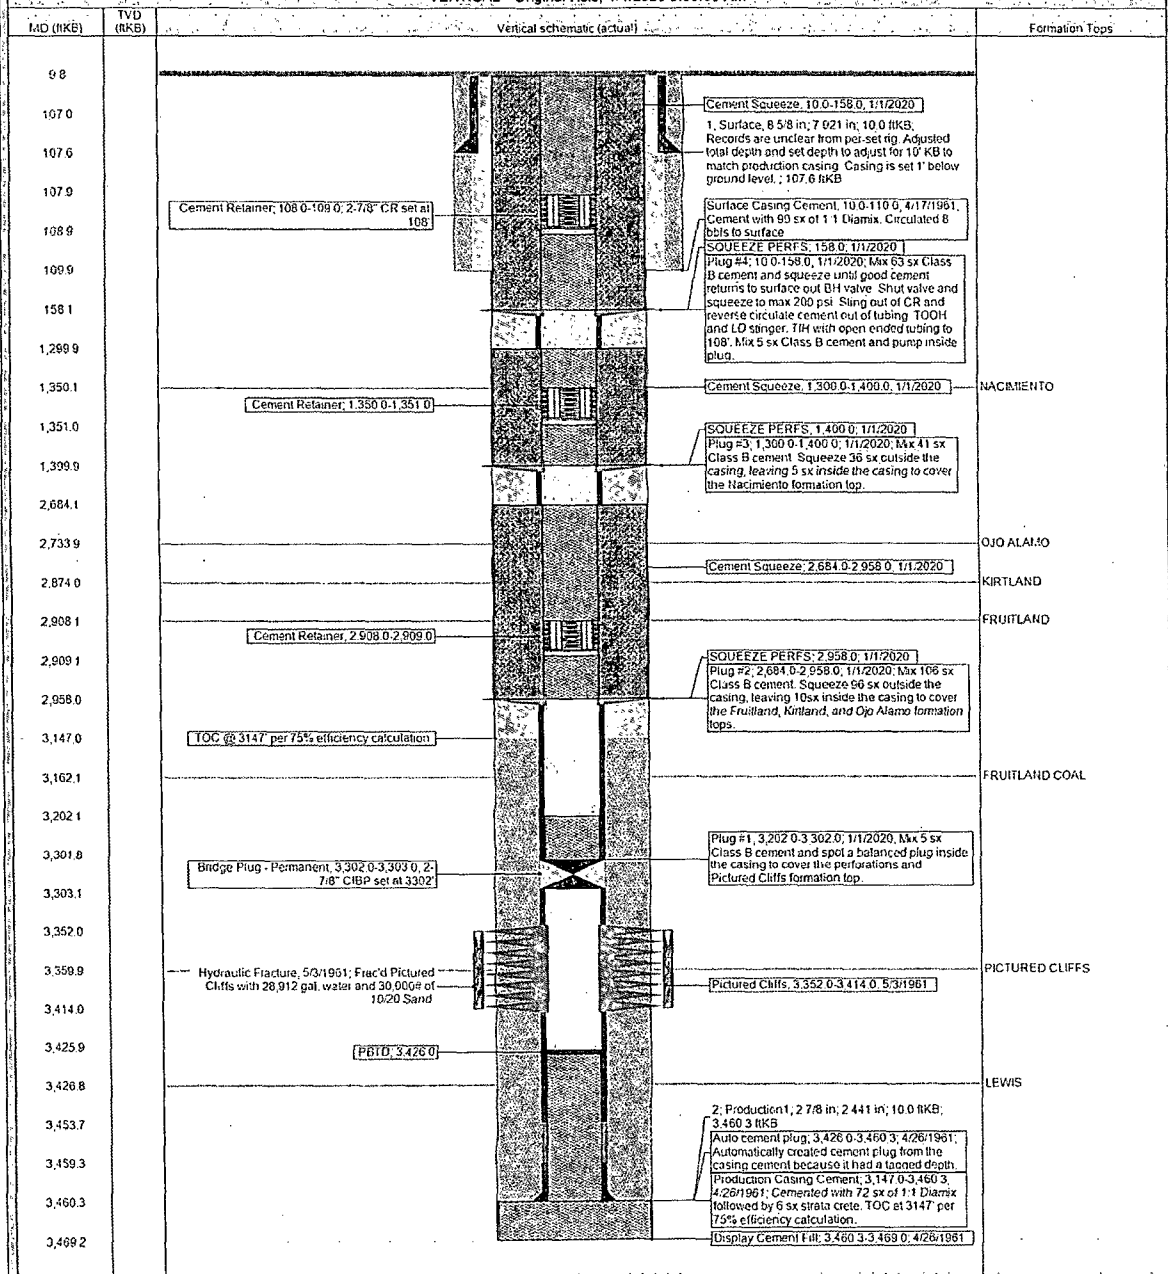 MD (ftKB)
TVD
(ftKB)
Vertical schematic (actual)
Formation Tops
9.8
107.0
107.6
107.9
108.9
109.9
158.1
1,299.9
1,350.1
1,351.0
1,399.9
2,684.1
2,733.9
2,874.0
2,908.1
2,909.1
2,958.0
3,147.0
3,162.1
3,202.1
3,301.8
3,303.1
3,352.0
3,359.9
3,414.0
3,425.9
3,426.8
3,453.7
3,459.3
3,460.3
3,469.2
Cement Retainer; 108.0-109.0; 2-7/8" CR set at
108'
Cement Retainer; 1,350.0-1,351.0
Cement Retainer; 2,908.0-2,909.0
TOC @ 3147' per 75% efficiency calculation
Bridge Plug - Permanent; 3,302.0-3,303.0; 2-
7/8" CIBP set at 3302'
Hydraulic Fracture; 5/3/1961; Frac'd Pictured
Cliffs with 28,912 gal. water and 30,000# of
10/20 Sand
PBTD; 3,426.0
Cement Squeeze; 10.0-158.0; 1/1/2020
1, Surface, 8 5/8 in; 7.921 in; 10.0 ftKB;
Records are unclear from per-set rig. Adjusted
total depth and set depth to adjust for 10' KB to
match production casing. Casing is set 1' below
ground level. ; 107.6 ftKB
Surface Casing Cement; 10.0-110.0; 4/17/1961;
Cement with 90 sx of 1:1 Diamix. Circulated 8
bbls to surface
SQUEEZE PERFS; 158.0; 1/1/2020
Plug #4; 10.0-158.0; 1/1/2020; Mix 63 sx Class
B cement and squeeze until good cement
returns to surface out BH valve. Shut valve and
squeeze to max 200 psi. Sting out of CR and
reverse circulate cement out of tubing. TOOH
and LD stinger. TIH with open ended tubing to
108'. Mix 5 sx Class B cement and pump inside
plug.
Cement Squeeze; 1,300.0-1,400.0; 1/1/2020
SQUEEZE PERFS; 1,400.0; 1/1/2020
Plug #3; 1,300.0-1,400.0; 1/1/2020; Mix 41 sx
Class B cement. Squeeze 36 sx outside the
casing, leaving 5 sx inside the casing to cover
the Nacimiento formation top.
Cement Squeeze; 2,684.0-2,958.0; 1/1/2020
SQUEEZE PERFS; 2,958.0; 1/1/2020
Plug #2; 2,684.0-2,958.0; 1/1/2020; Mix 106 sx
Class B cement. Squeeze 96 sx outside the
casing, leaving 10sx inside the casing to cover
the Fruitland, Kirtland, and Ojo Alamo formation
tops.
Plug #1; 3,202.0-3,302.0; 1/1/2020; Mix 5 sx
Class B cement and spot a balanced plug inside
the casing to cover the perforations and
Pictured Cliffs formation top.
Pictured Cliffs; 3,352.0-3,414.0; 5/3/1961
2; Production1; 2 7/8 in; 2.441 in; 10.0 ftKB;
3,460.3 ftKB
Auto cement plug; 3,426.0-3,460.3; 4/26/1961;
Automatically created cement plug from the
casing cement because it had a tagged depth.
Production Casing Cement; 3,147.0-3,460.3;
4/26/1961; Cemented with 72 sx of 1:1 Diamix
followed by 6 sx strata crete. TOC at 3147' per
75% efficiency calculation.
Display Cement Fill; 3,460.3-3,469.0; 4/26/1961
NACIMIENTO
OJO ALAMO
KIRTLAND
FRUITLAND
FRUITLAND COAL
PICTURED CLIFFS
LEWIS